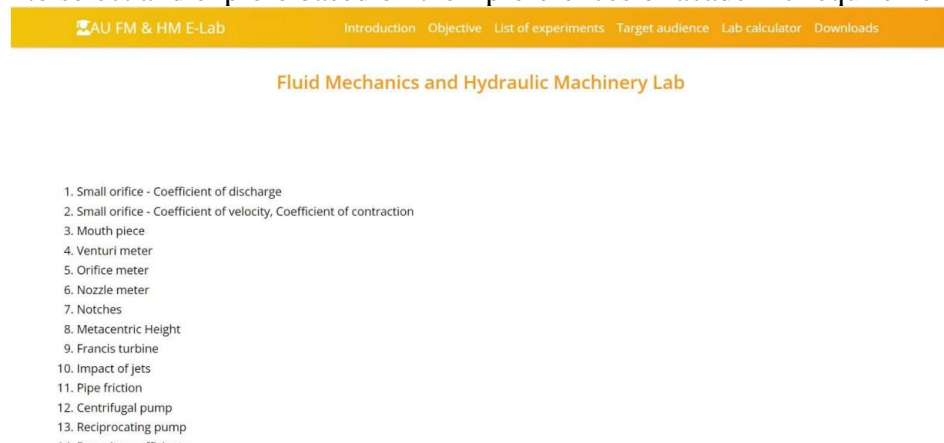 AU FM & HM E-Lab Introduction Objective List of experiments Target audience Lab calculator Downloads
Fluid Mechanics and Hydraulic Machinery Lab
1. Small orifice - Coefficient of discharge
2. Small orifice - Coefficient of velocity, Coefficient of contraction
3. Mouth piece
4. Venturi meter
5. Orifice meter
6. Nozzle meter
7. Notches
8. Metacentric Height
9. Francis turbine
10. Impact of jets
11. Pipe friction
12. Centrifugal pump
13. Reciprocating pump